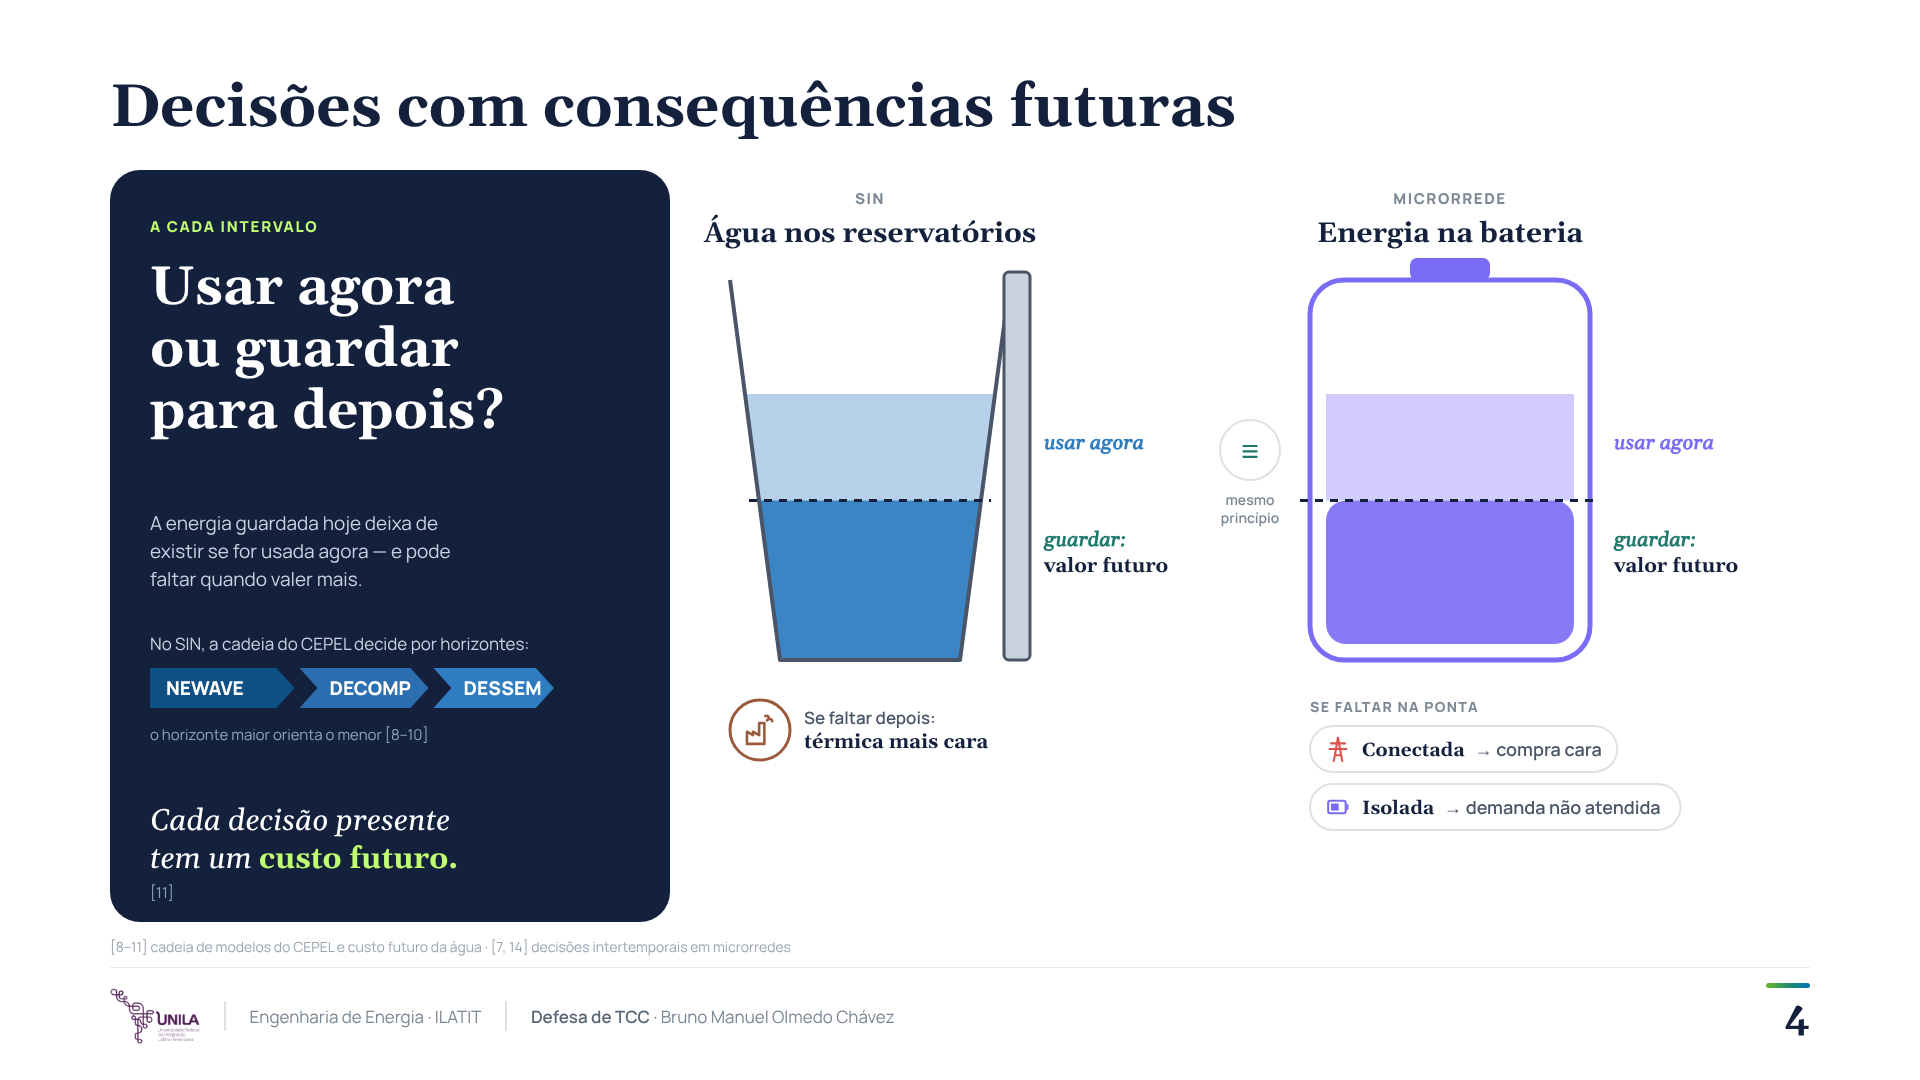 Decisões com consequências futuras
A CADA INTERVALO
Usar agora
ou guardar
para depois?
A energia guardada hoje deixa de
existir se for usada agora — e pode
faltar quando valer mais.
No SIN, a cadeia do CEPEL decide por horizontes:
NEWAVE DECOMP DESSEM
o horizonte maior orienta o menor [8–10]
Cada decisão presente
tem um custo futuro.
[11]
SIN
Água nos reservatórios
usar agora
guardar:
valor futuro
Se faltar depois:
térmica mais cara
≡
mesmo
princípio
MICRORREDE
Energia na bateria
usar agora
guardar:
valor futuro
SE FALTAR NA PONTA
Conectada → compra cara
Isolada → demanda não atendida
[8–11] cadeia de modelos do CEPEL e custo futuro da água · [7, 14] decisões intertemporais em microrredes
UNILA
Engenharia de Energia · ILATIT
Defesa de TCC · Bruno Manuel Olmedo Chávez
4